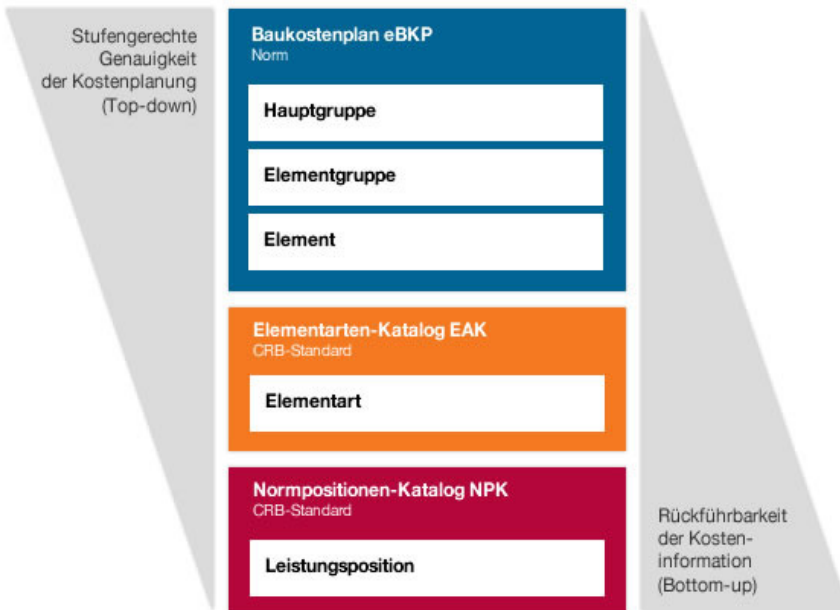 Stufengerechte
Genauigkeit
der Kostenplanung
(Top-down)
Baukostenplan eBKP
Norm
Hauptgruppe
Elementgruppe
Element
Elementarten-Katalog EAK
CRB-Standard
Elementart
Normpositionen-Katalog NPK
CRB-Standard
Leistungsposition
Rückführbarkeit
der Kosten-
information
(Bottom-up)